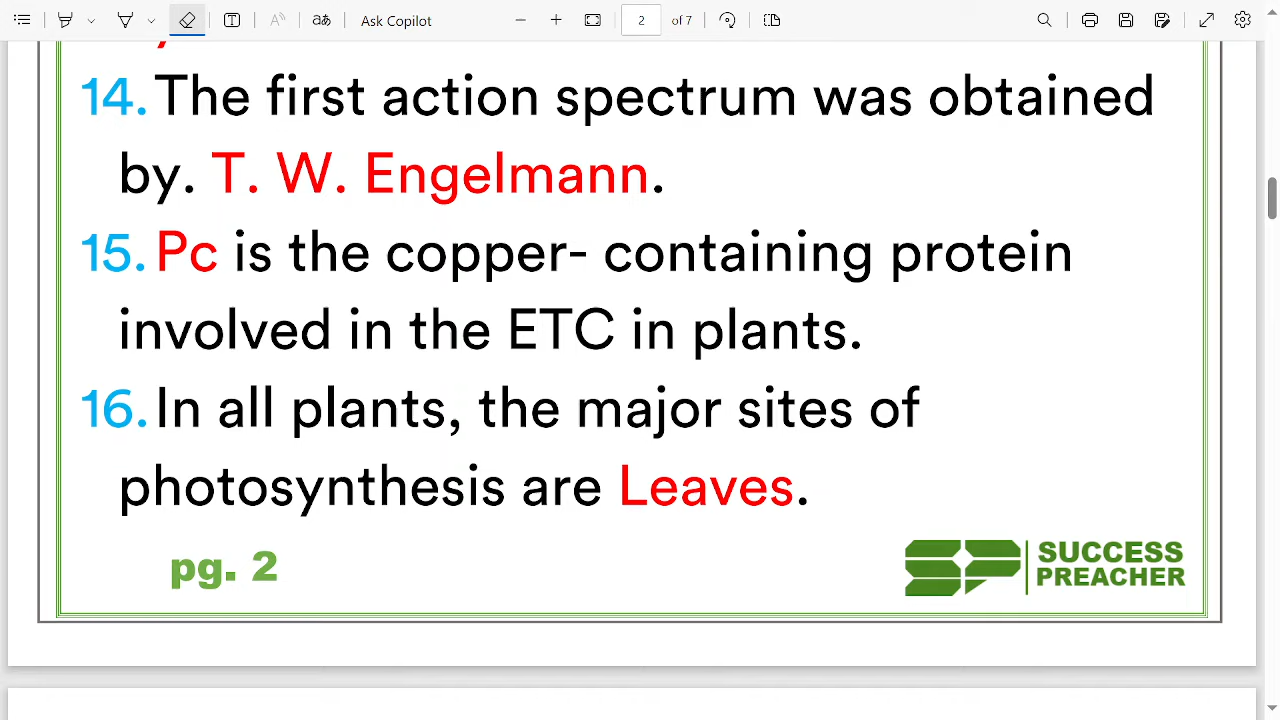 Ask Copilot
2 of 7
14. The first action spectrum was obtained
by. T. W. Engelmann.
15. Pc is the copper- containing protein
involved in the ETC in plants.
16. In all plants, the major sites of
photosynthesis are Leaves.
pg. 2
SP SUCCESS
PREACHER